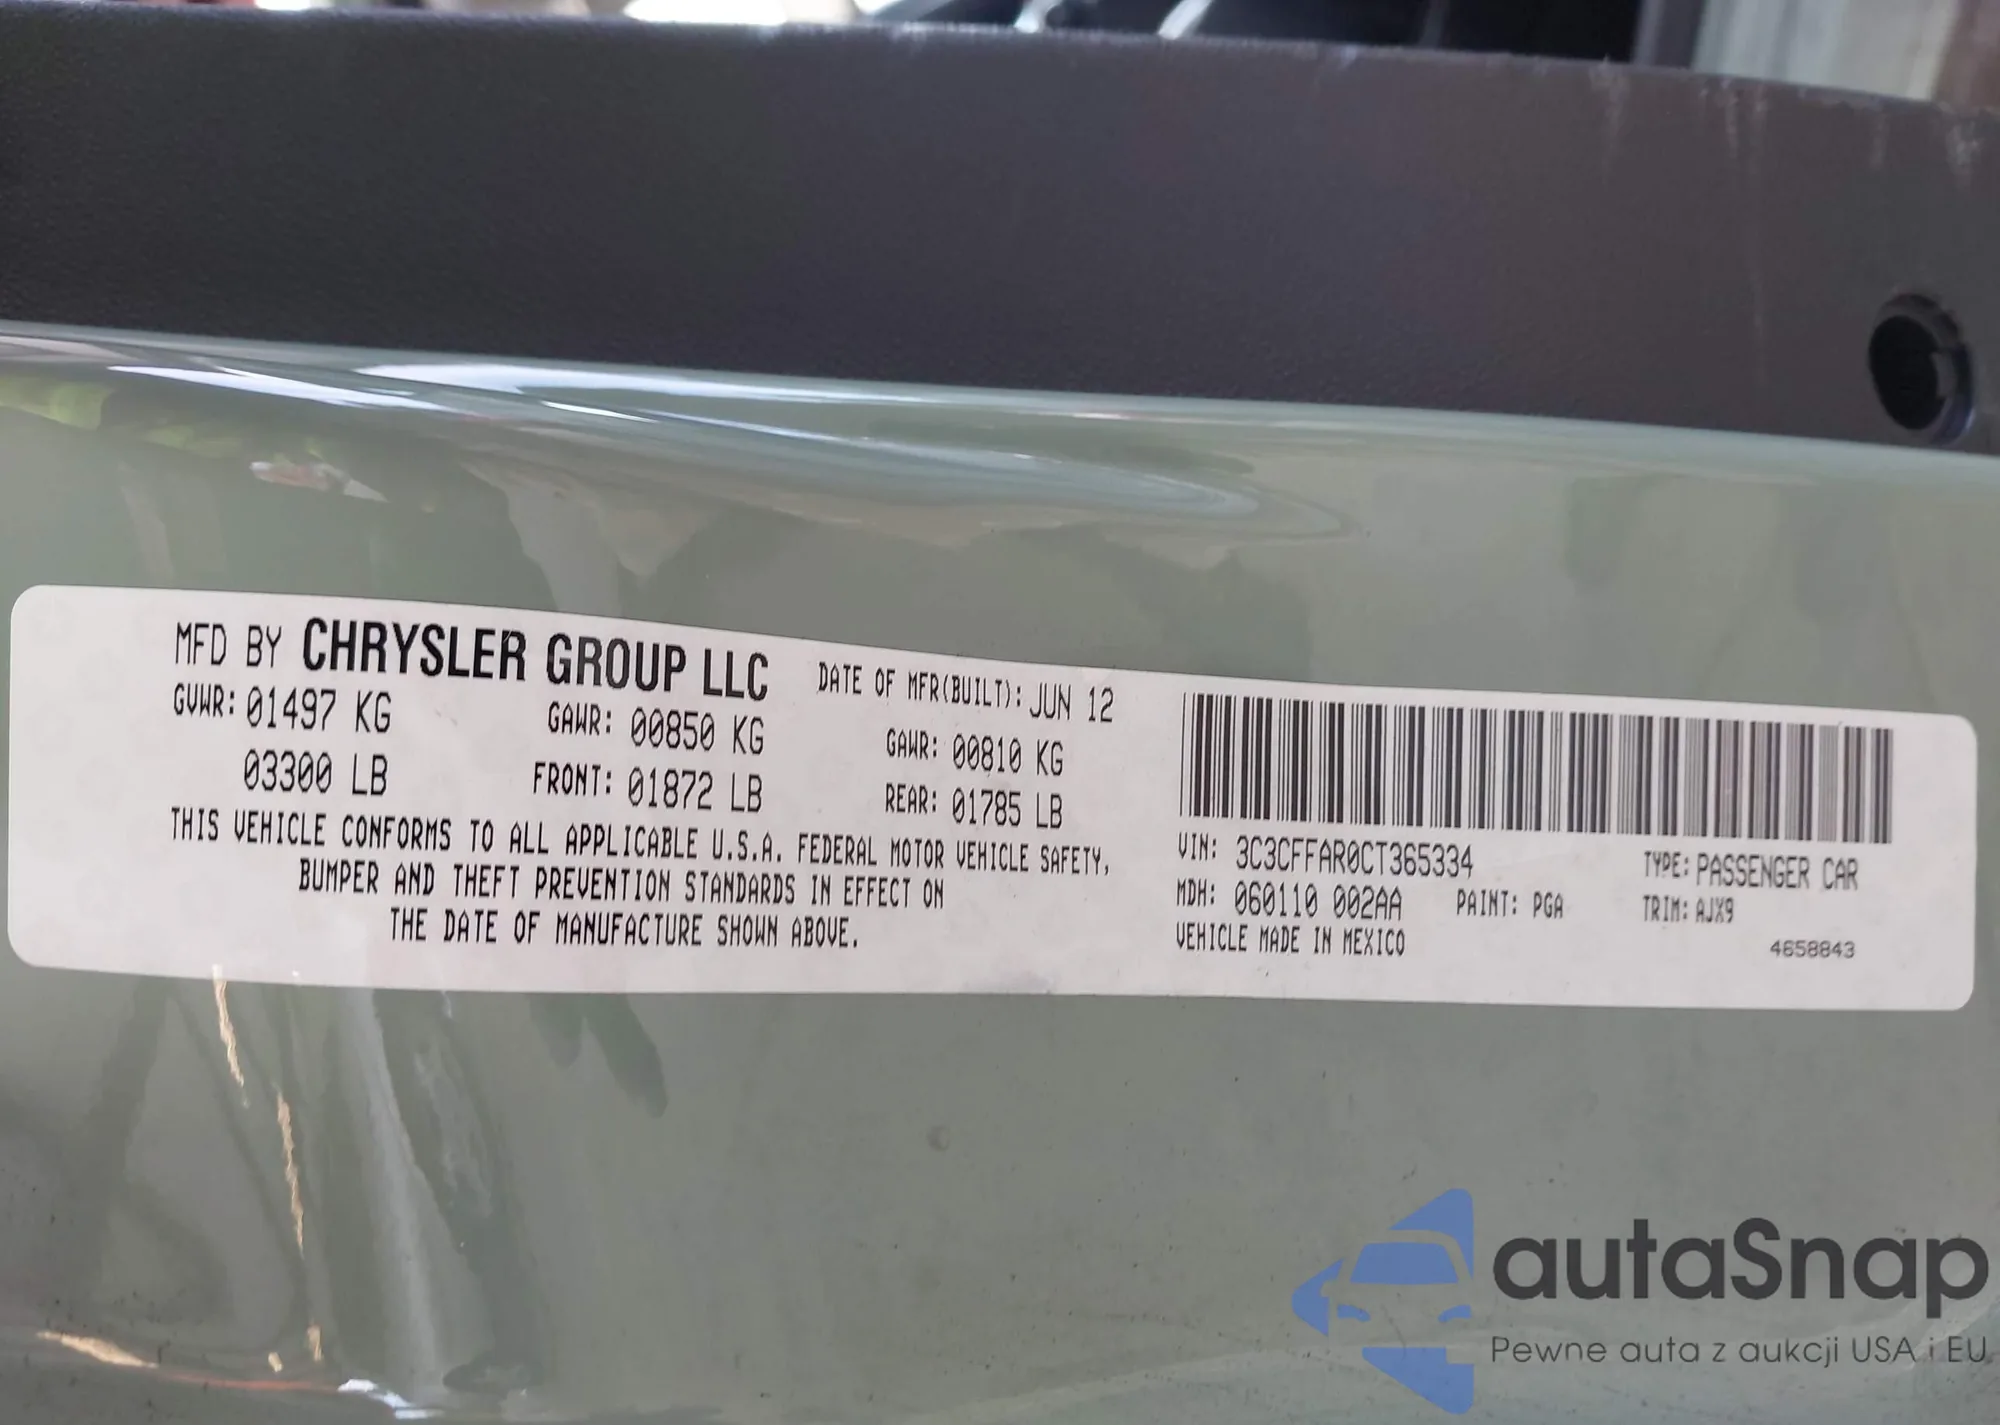 MFD BY CHRYSLER GROUP LLC DATE OF MFR(BUILT): JUN 12
GVWR: 01497 KG GAWR: 00850 KG GAWR: 00810 KG
03300 LB FRONT: 01872 LB REAR: 01785 LB
THIS VEHICLE CONFORMS TO ALL APPLICABLE U.S.A. FEDERAL MOTOR VEHICLE SAFETY,
BUMPER AND THEFT PREVENTION STANDARDS IN EFFECT ON
THE DATE OF MANUFACTURE SHOWN ABOVE.
VIN: 3C3CFFAR0CT365334 TYPE: PASSENGER CAR
MDH: 060110 002AA PAINT: PGA TRIM: AJX9
VEHICLE MADE IN MEXICO 4658843
autaSnap
Pewne auta z aukcji USA i EU